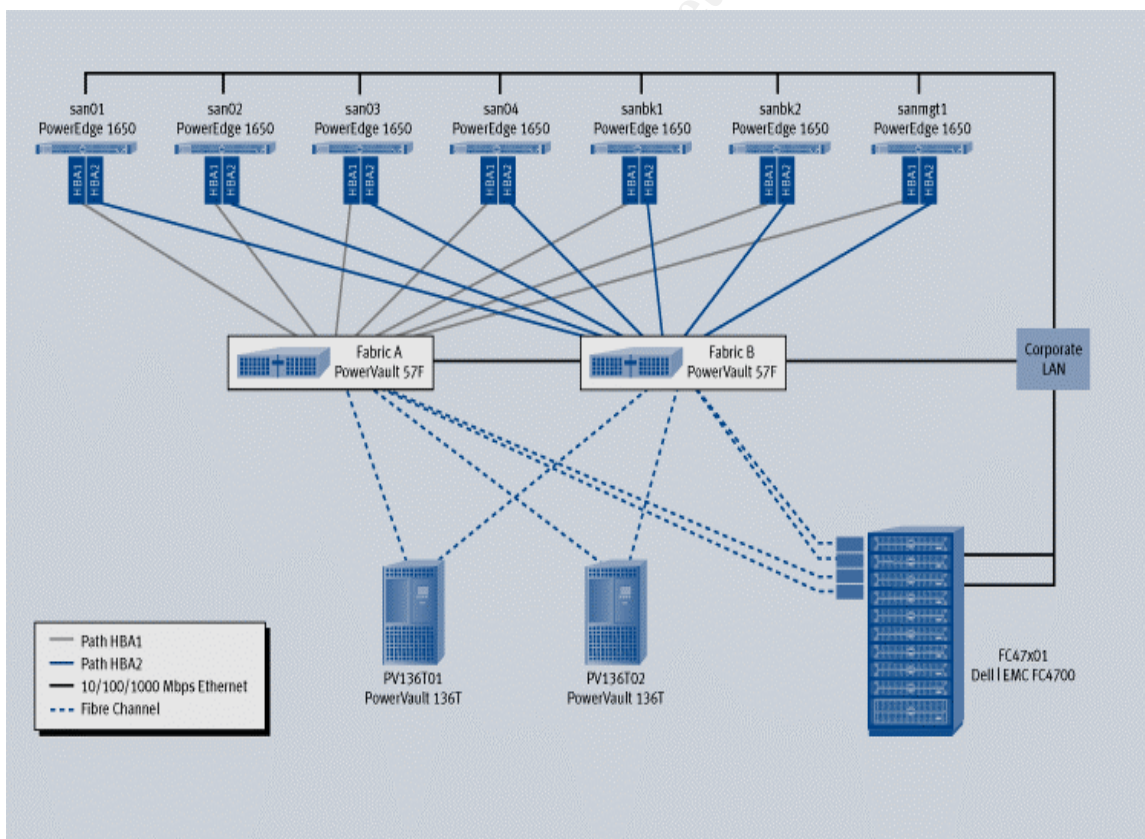 san01
PowerEdge 1650
san02
PowerEdge 1650
san03
PowerEdge 1650
san04
PowerEdge 1650
sanbk1
PowerEdge 1650
sanbk2
PowerEdge 1650
sanmgt1
PowerEdge 1650
HBA1
HBA2
HBA1
HBA2
HBA1
HBA2
HBA1
HBA2
HBA1
HBA2
HBA1
HBA2
HBA1
HBA2
Fabric A
PowerVault 57F
Fabric B
PowerVault 57F
Corporate
LAN
Path HBA1
Path HBA2
10/100/1000 Mbps Ethernet
Fibre Channel
PV136T01
PowerVault 136T
PV136T02
PowerVault 136T
FC47x01
Dell | EMC FC4700